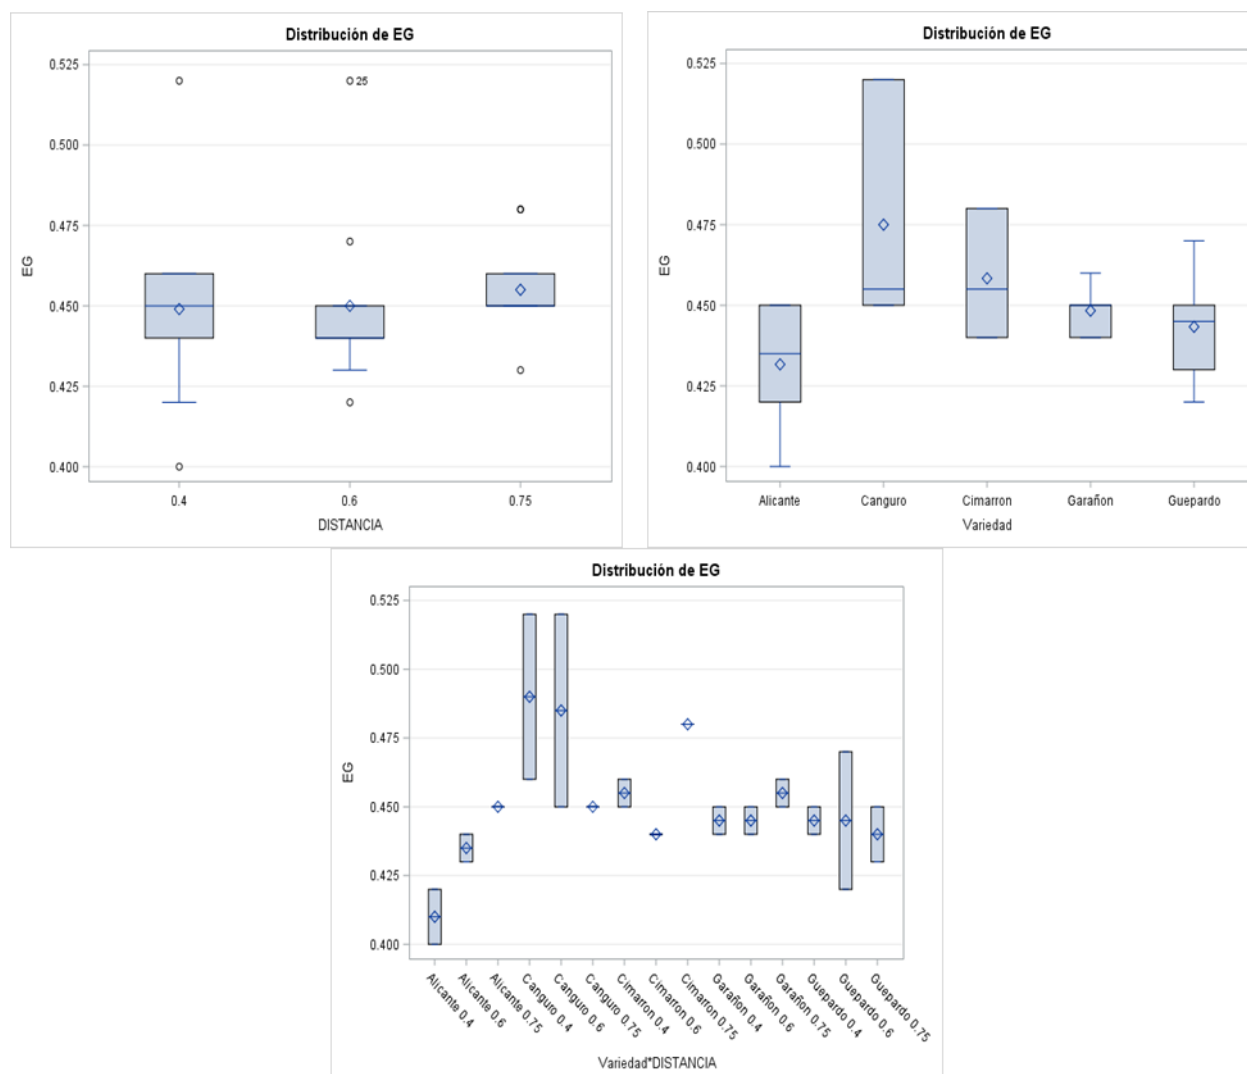 Distribución de EG
0.525
25
0.500
0.475
0.450
0.425
0.400
EG
0.4 0.6 0.75
DISTANCIA
Distribución de EG
0.525
0.500
0.475
0.450
0.425
0.400
EG
Alicante Canguro Cimarron Garañon Guepardo
Variedad
Distribución de EG
0.525
0.500
0.475
0.450
0.425
0.400
EG
Alicante 0.4
Alicante 0.6
Alicante 0.75
Canguro 0.4
Canguro 0.6
Canguro 0.75
Cimarron 0.4
Cimarron 0.6
Cimarron 0.75
Garañon 0.4
Garañon 0.6
Garañon 0.75
Guepardo 0.4
Guepardo 0.6
Guepardo 0.75
Variedad*DISTANCIA